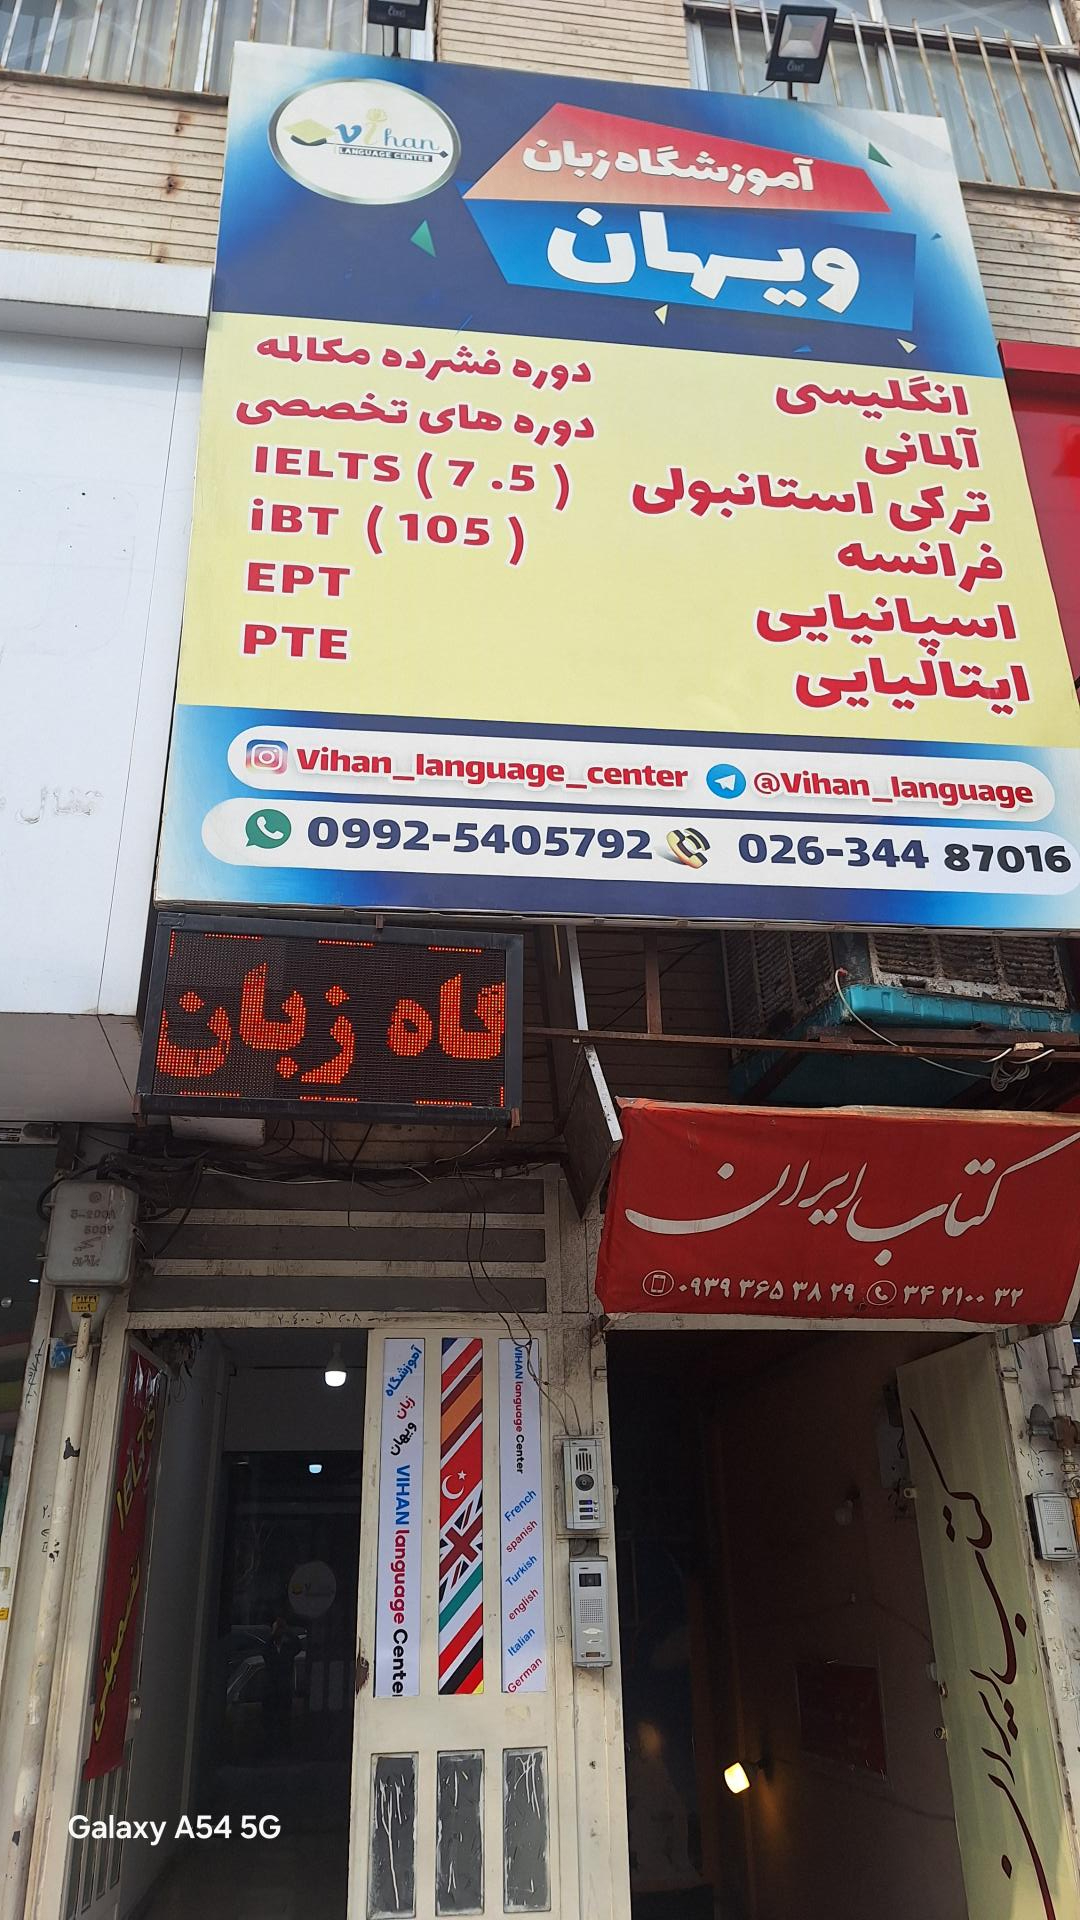 vihan
LANGUAGE CENTER
آموزشگاه زبان
ویهان
انگلیسی
آلمانی
ترکی استانبولی
فرانسه
اسپانیایی
ایتالیایی
دوره فشرده مکالمه
دوره های تخصصی
IELTS ( 7 .5 )
iBT ( 105 )
EPT
PTE
Vihan_language_center @Vihan_language
0992-5405792 026-344 87016
گاه زبان
کتاب ایران
۰۹۳۹ ۳۶۵ ۳۸ ۲۹ ۳۴ ۲۱۰۰ ۳۲
آموزشگاه زبان ویهان VIHAN language Center
VIHAN language Center
French
spanish
Turkish
english
Italian
German
کتاب ایران
Galaxy A54 5G